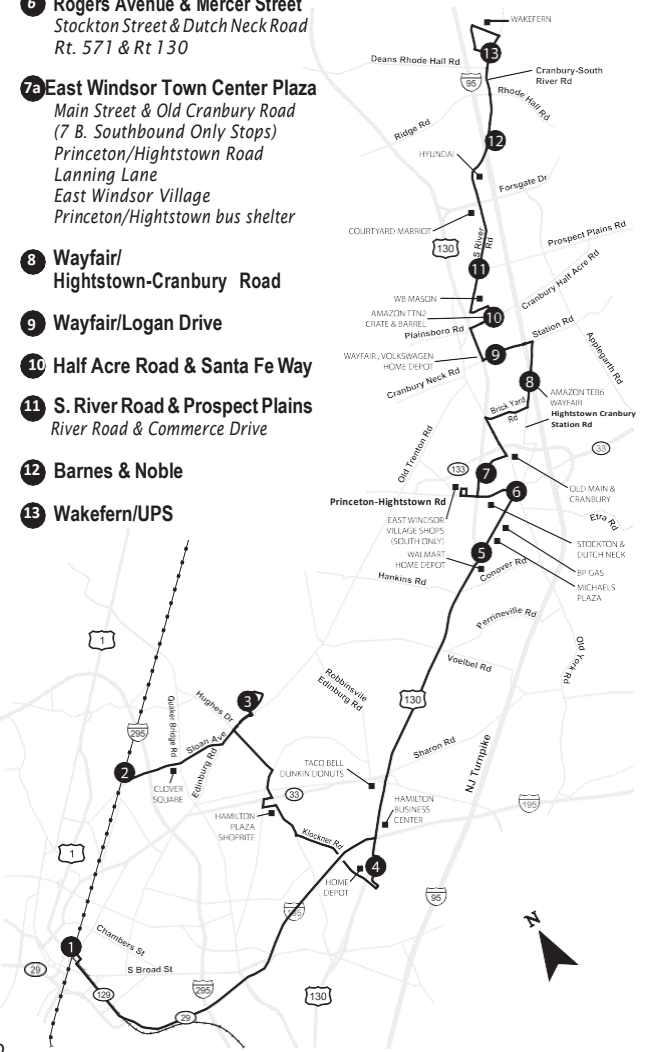 6 Rogers Avenue & Mercer Street
Stockton Street & Dutch Neck Road
Rt. 571 & Rt 130
7a East Windsor Town Center Plaza
Main Street & Old Cranbury Road
(7 B. Southbound Only Stops)
Princeton/Hightstown Road
Lanning Lane
East Windsor Village
Princeton/Hightstown bus shelter
8 Wayfair/
Hightstown-Cranbury Road
9 Wayfair/Logan Drive
10 Half Acre Road & Santa Fe Way
11 S. River Road & Prospect Plains
River Road & Commerce Drive
12 Barnes & Noble
13 Wakefern/UPS
WAKEFERN
13
Deans Rhode Hall Rd
95
Cranbury-South
River Rd
Rhode Hall Rd
Ridge Rd
12
HYUNDAI
Forsgate Dr
COURTYARD MARRIOT
130
S River
Rd
Prospect Plains Rd
11
Cranbury Half Acre Rd
WB MASON
AMAZON TTN2
CRATE & BARREL
10
Plainsboro Rd
Station Rd
WAYFAIR, VOLKSWAGEN
HOME DEPOT
9
Applegarth Rd
Cranbury Neck Rd
8
AMAZON TEB6
WAYFAIR
Brick Yard
Rd
Hightstown Cranbury
Station Rd
Old Trenton Rd
33
133
7
OLD MAIN &
CRANBURY
6
Princeton-Hightstown Rd
EAST WINDSOR
VILLAGE SHOPS
(SOUTH ONLY)
Etra Rd
STOCKTON &
DUTCH NECK
WALMART
HOME DEPOT
5
Conover Rd
BP GAS
MICHAELS
PLAZA
Hankins Rd
Perrineville Rd
Old York Rd
Voelbel Rd
1
Robbinsvile
Edinburg Rd
130
Hughes Dr
3
Quaker Bridge Rd
295
Sloan Ave
Edinburg Rd
Sharon Rd
NJ Turnpike
2
CLOVER
SQUARE
TACO BELL
DUNKIN DONUTS
33
HAMILTON
PLAZA
SHOPRITE
HAMILTON
BUSINESS
CENTER
195
Klockner Rd
1
4
HOME
DEPOT
95
195
Chambers St
1
S Broad St
29
129
295
29
130
N